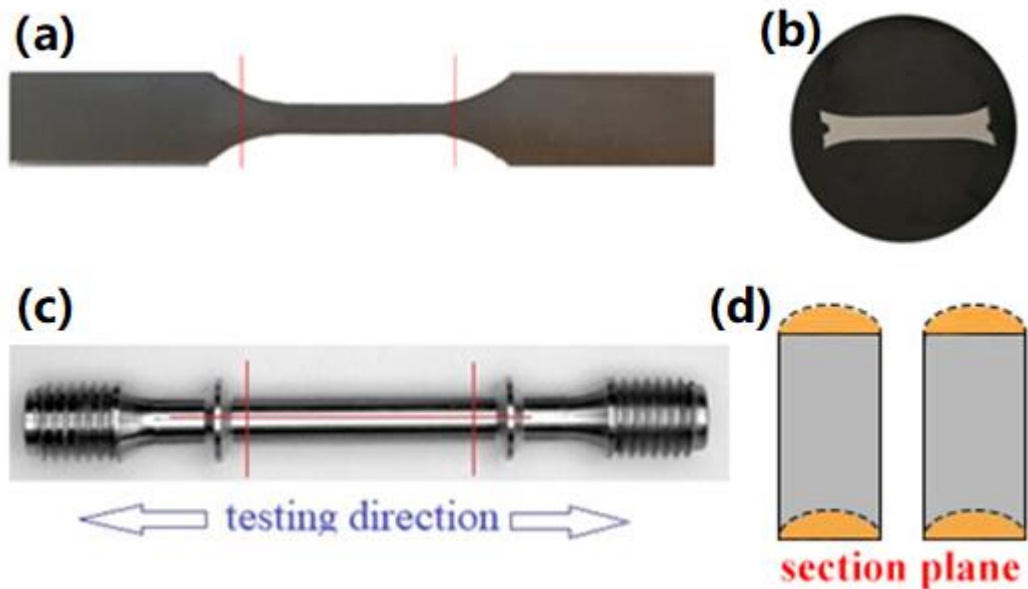 (a)
(b)
(c)
(d)
testing direction
section plane